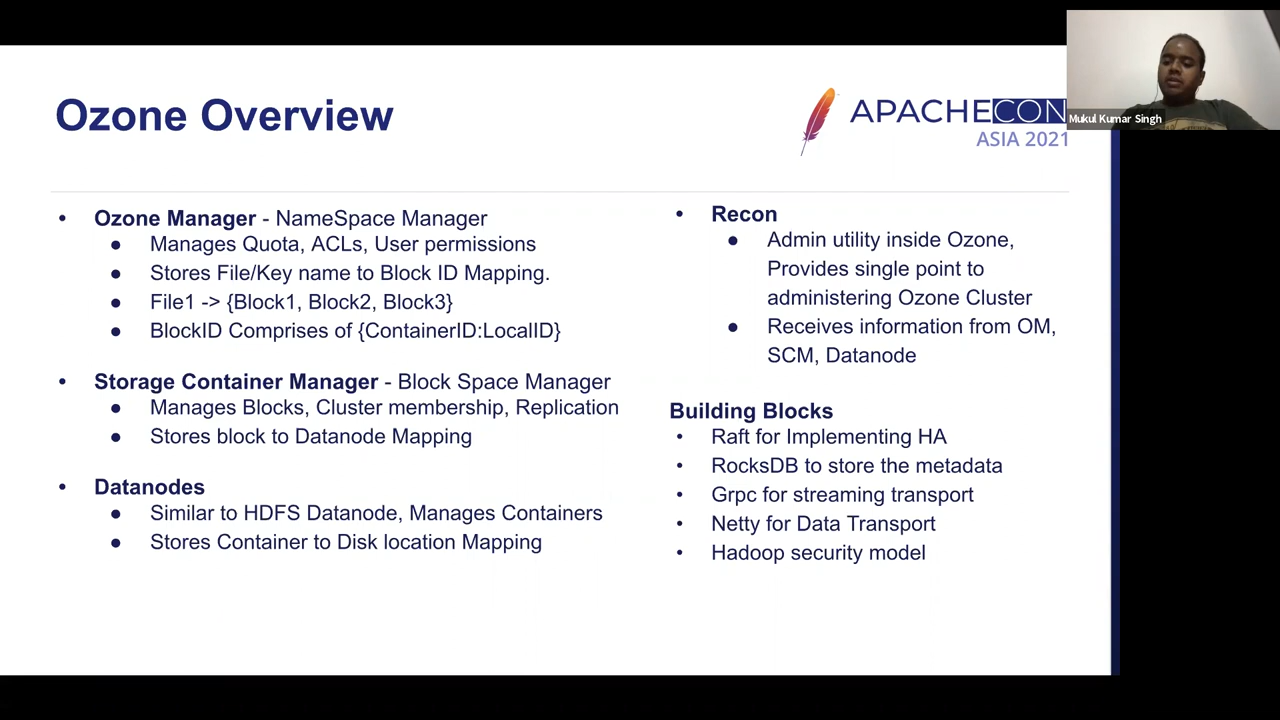 Ozone Overview
APACHECON
ASIA 2021
Mukul Kumar Singh
• Ozone Manager - NameSpace Manager
● Manages Quota, ACLs, User permissions
● Stores File/Key name to Block ID Mapping.
● File1 -> {Block1, Block2, Block3}
● BlockID Comprises of {ContainerID:LocalID}
• Storage Container Manager - Block Space Manager
● Manages Blocks, Cluster membership, Replication
● Stores block to Datanode Mapping
• Datanodes
● Similar to HDFS Datanode, Manages Containers
● Stores Container to Disk location Mapping
• Recon
● Admin utility inside Ozone,
Provides single point to
administering Ozone Cluster
● Receives information from OM,
SCM, Datanode
Building Blocks
• Raft for Implementing HA
• RocksDB to store the metadata
• Grpc for streaming transport
• Netty for Data Transport
• Hadoop security model